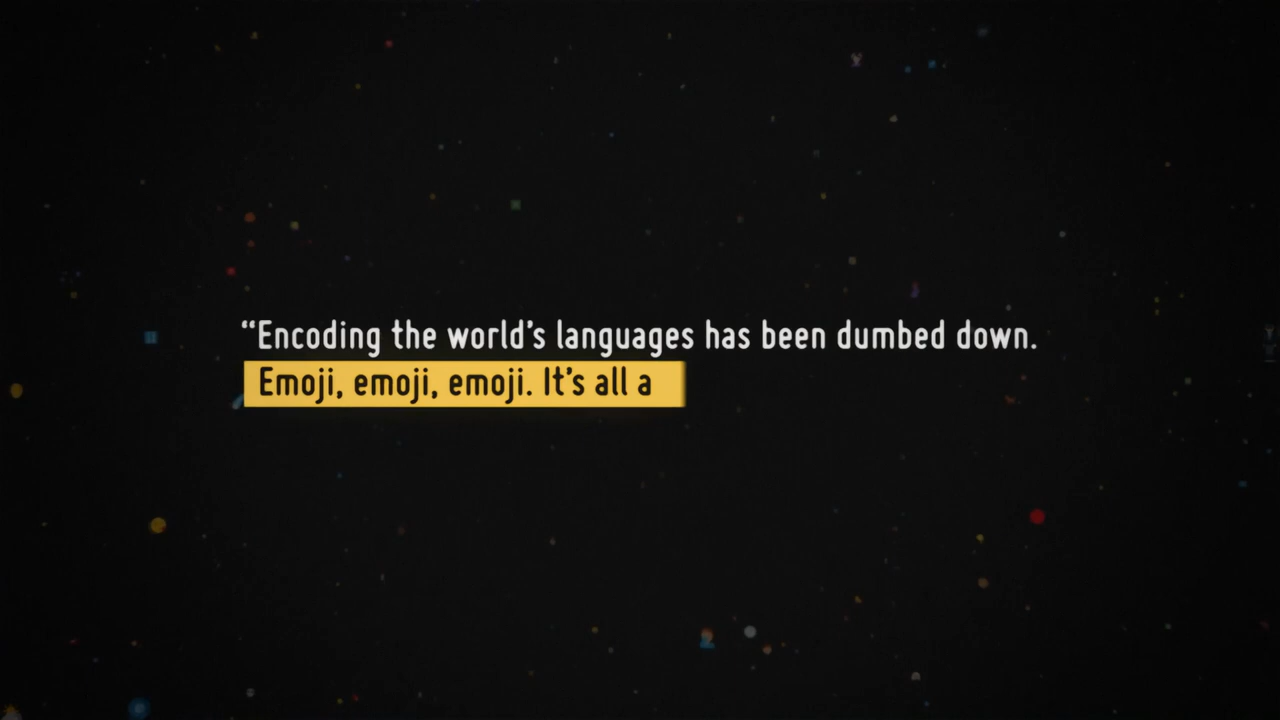 “Encoding the world’s languages has been dumbed down.
Emoji, emoji, emoji. It’s all a